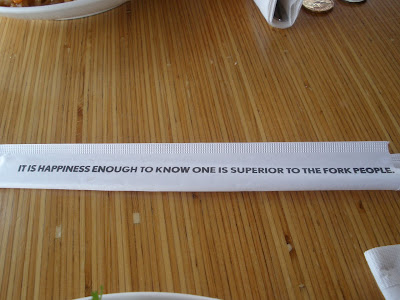 IT IS HAPPINESS ENOUGH TO KNOW ONE IS SUPERIOR TO THE FORK PEOPLE.